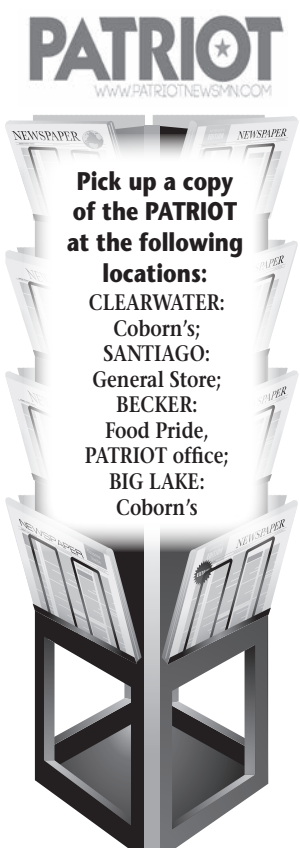 PATRIOT
WWW.PATRIOTNEWSMN.COM
NEWSPAPER
NEWSPAPER
Pick up a copy
of the PATRIOT
at the following
locations:
CLEARWATER:
Coborn's;
SANTIAGO:
General Store;
BECKER:
Food Pride,
PATRIOT office;
BIG LAKE:
Coborn's
NEWSPAPER
NEWSPAPER